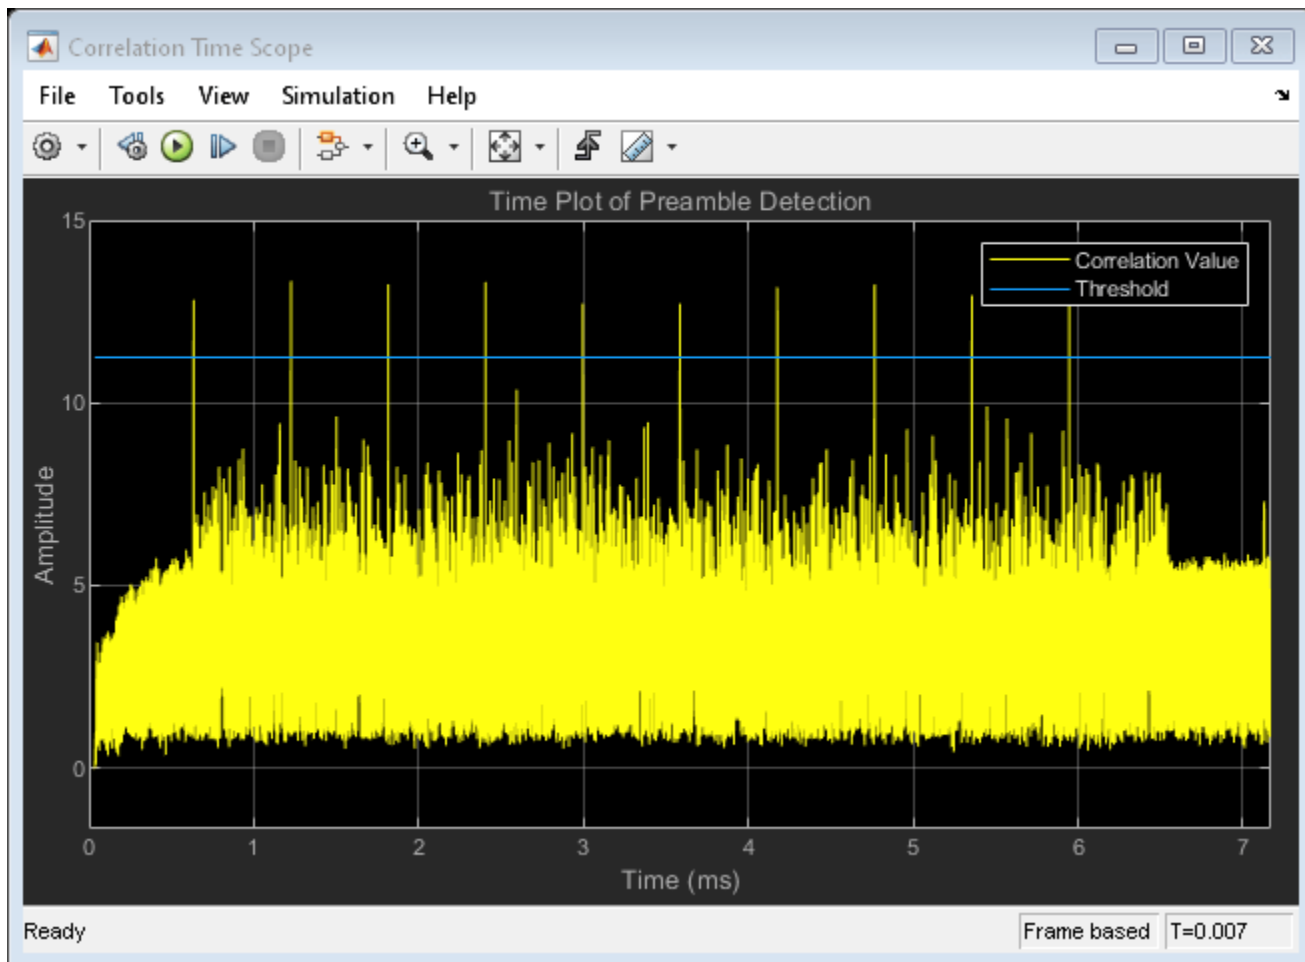 Correlation Time Scope
File Tools View Simulation Help
Time Plot of Preamble Detection
15
10
5
0
Amplitude
Correlation Value
Threshold
0 1 2 3 4 5 6 7
Time (ms)
Ready
Frame based T=0.007